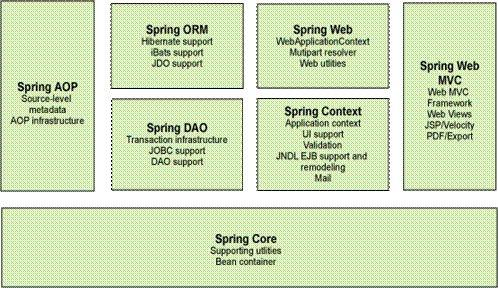 Spring AOP
Source-level
metadata
AOP infrastructure
Spring ORM
Hibernate support
iBats support
JDO support
Spring DAO
Transaction infrastructure
JOBC support
DAO support
Spring Web
WebApplicationContext
Mutipart resolver
Web utlities
Spring Context
Application context
UI support
Validation
JNDL EJB support and
remodeling
Mail
Spring Web
MVC
Web MVC
Framework
Web Views
JSP/Velocity
PDF/Export
Spring Core
Supporting utlities
Bean container